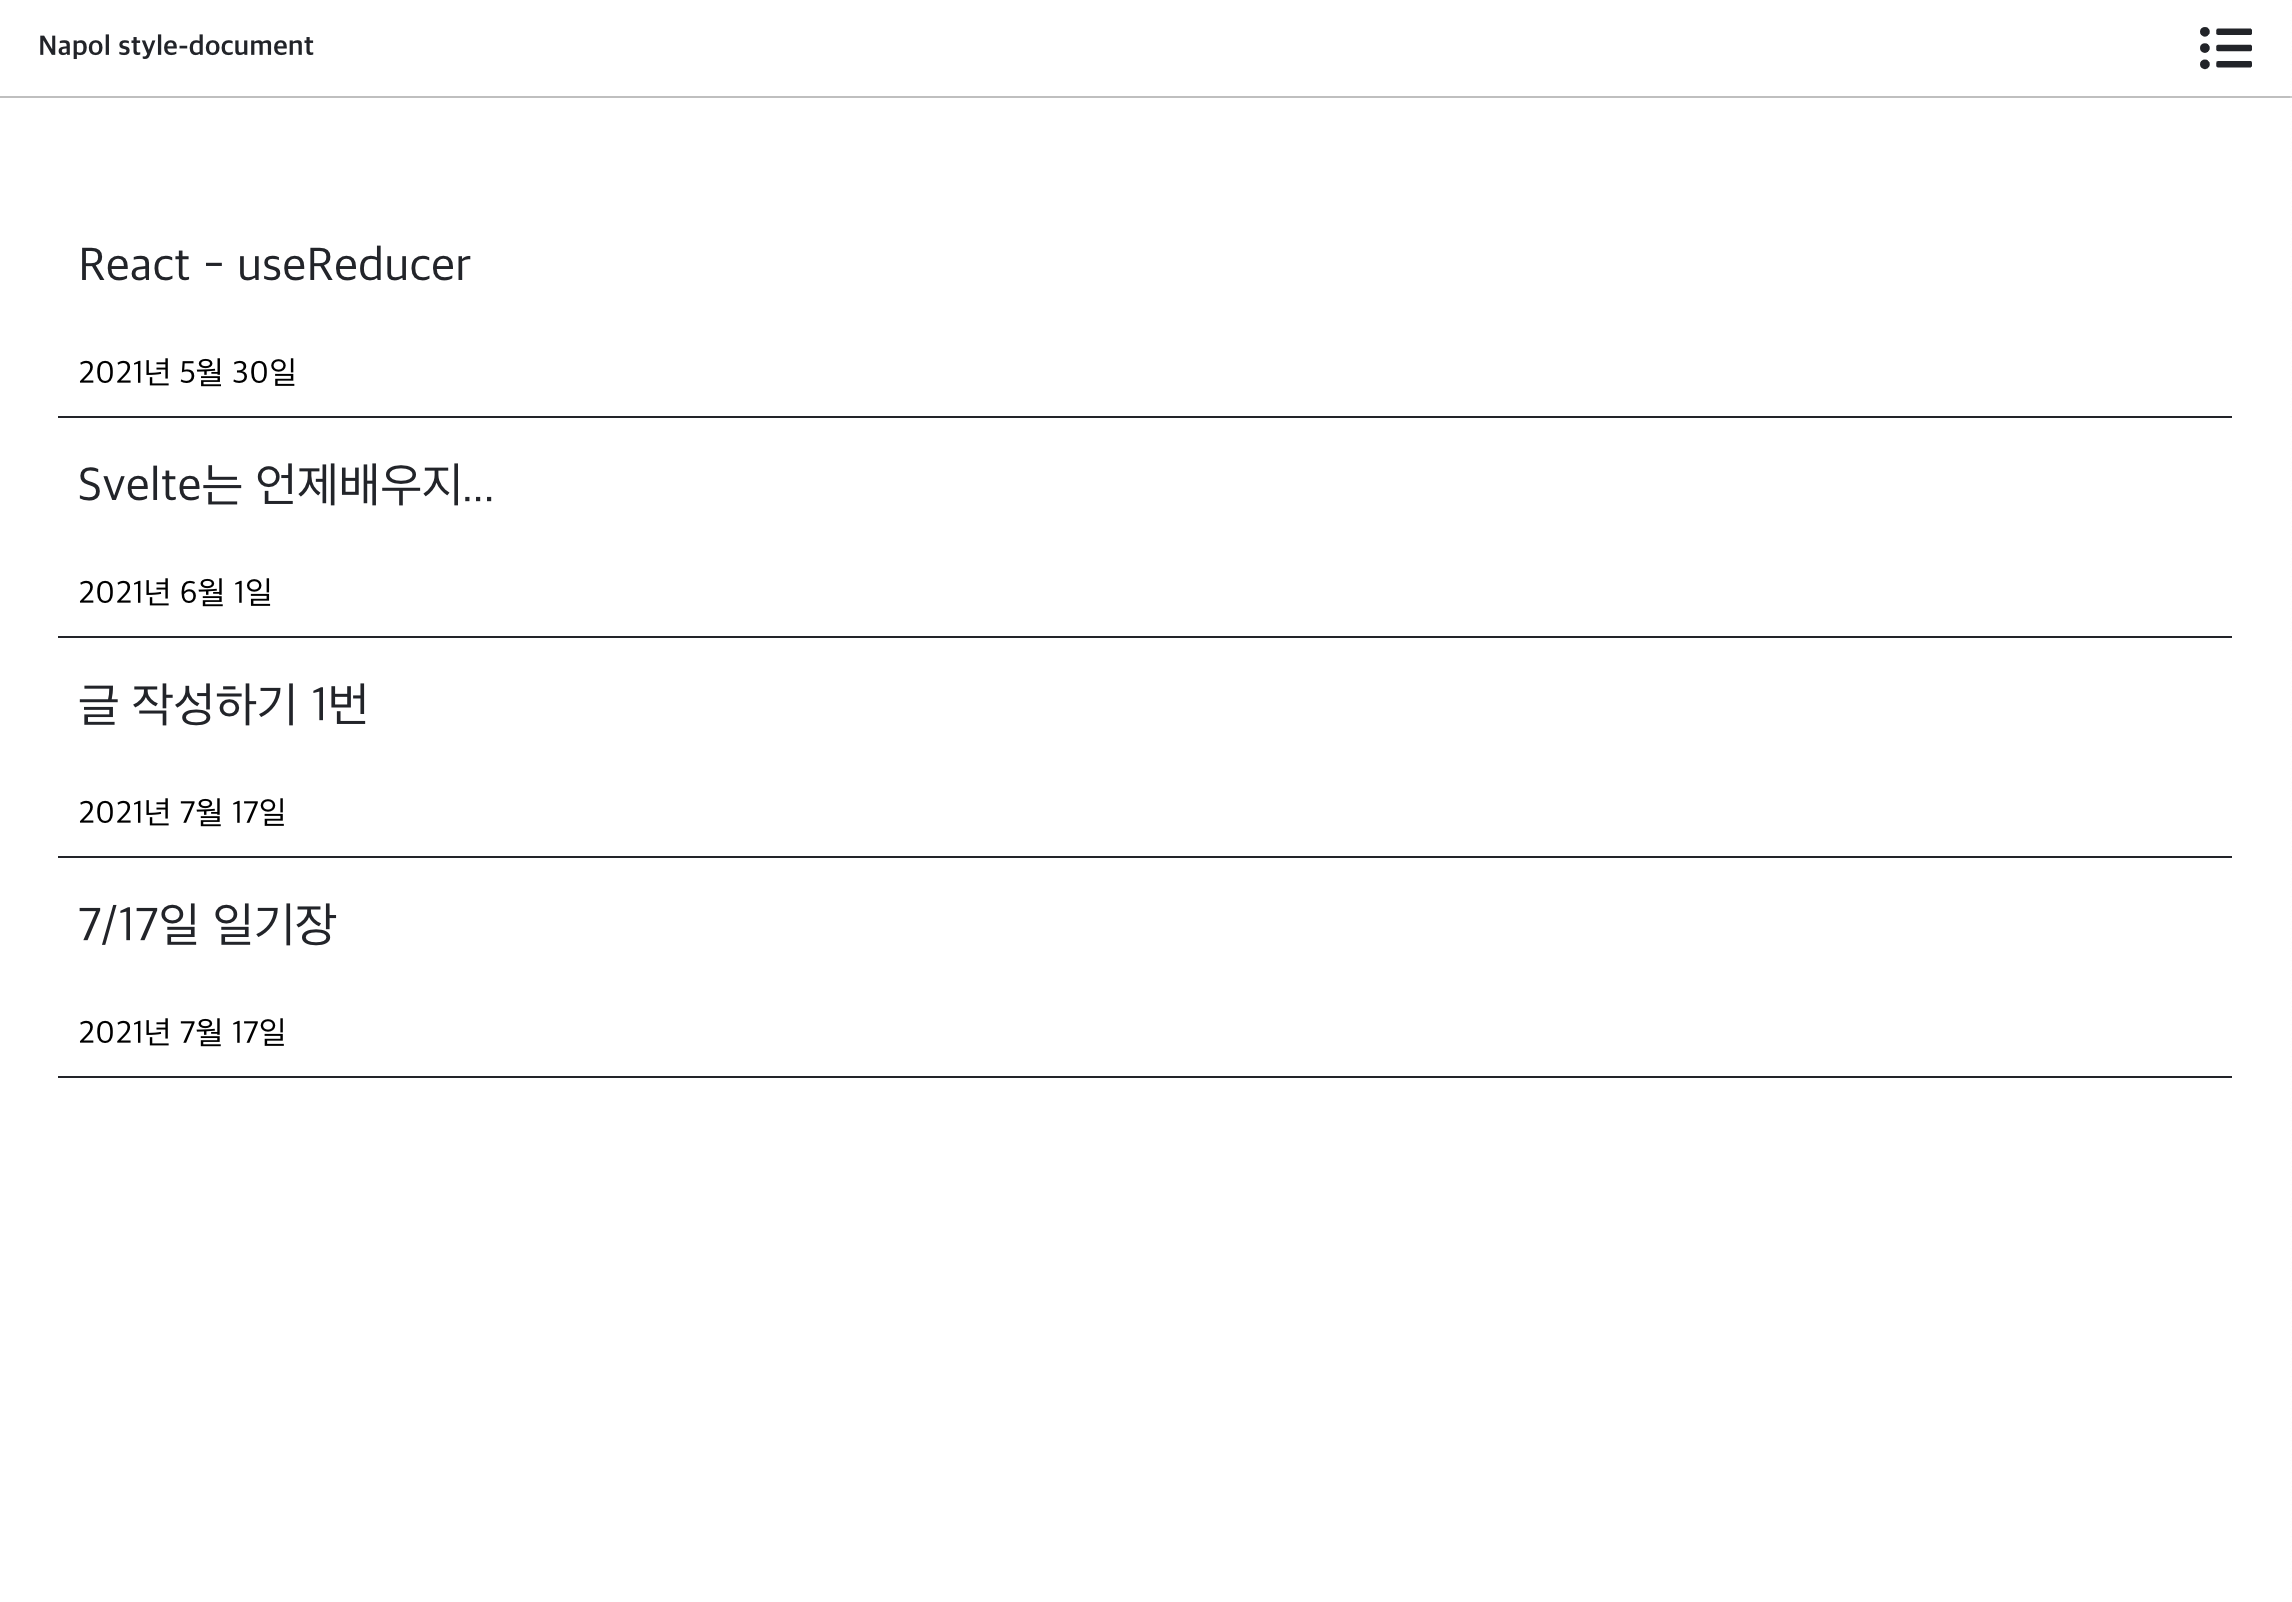 Napol style-document
React - useReducer
2021년 5월 30일
Svelte는 언제배우지...
2021년 6월 1일
글 작성하기 1번
2021년 7월 17일
7/17일 일기장
2021년 7월 17일